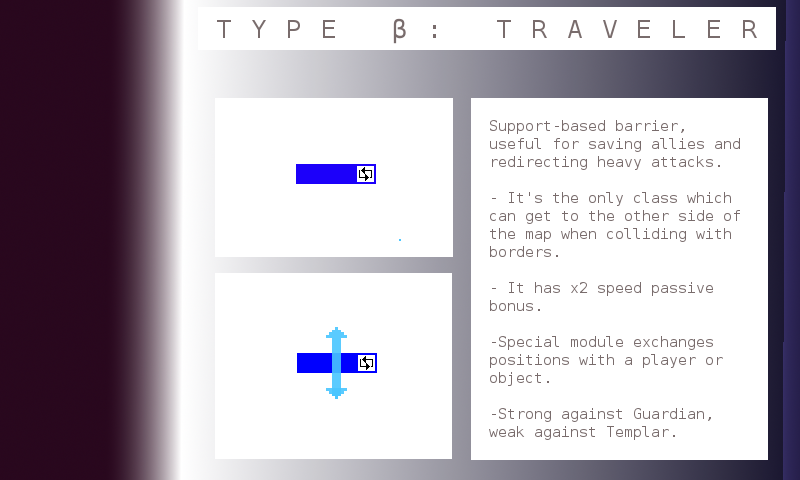 TYPE β: TRAVELER
Support-based barrier,
useful for saving allies and
redirecting heavy attacks.
- It's the only class which
can get to the other side of
the map when colliding with
borders.
- It has x2 speed passive
bonus.
-Special module exchanges
positions with a player or
object.
-Strong against Guardian,
weak against Templar.